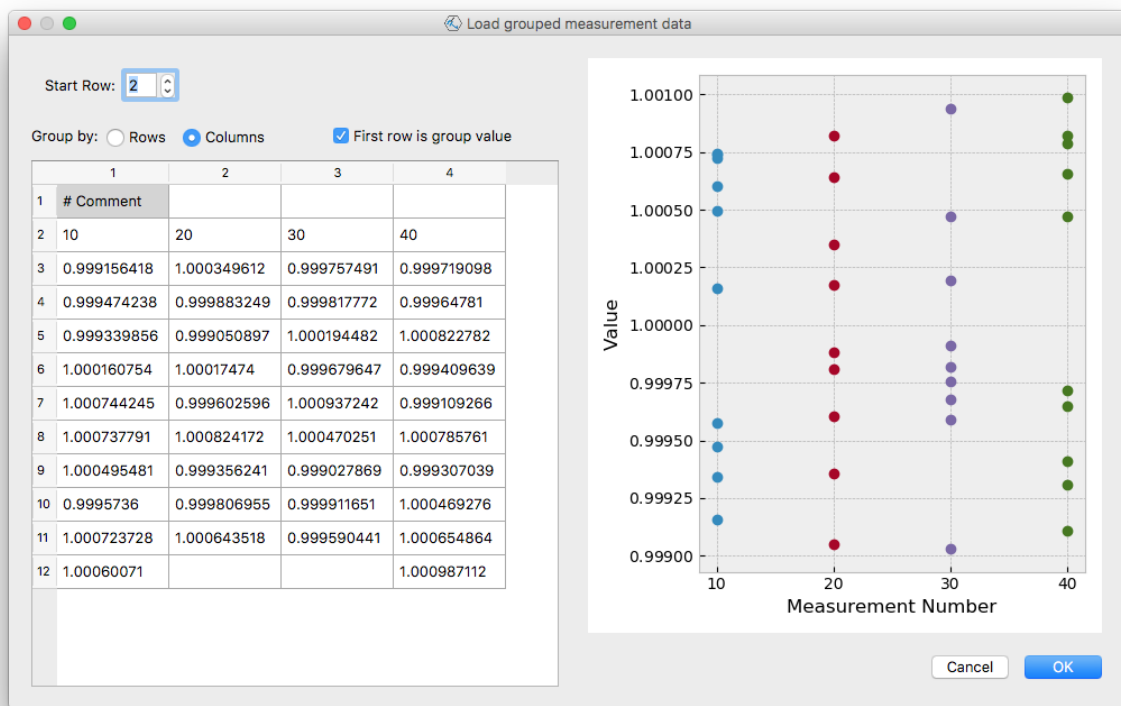 Load grouped measurement data
Start Row: 2
Group by: Rows Columns First row is group value
1 2 3 4
1 # Comment
2 10 20 30 40
3 0.999156418 1.000349612 0.999757491 0.999719098
4 0.999474238 0.999883249 0.999817772 0.99964781
5 0.999339856 0.999050897 1.000194482 1.000822782
6 1.000160754 1.00017474 0.999679647 0.999409639
7 1.000744245 0.999602596 1.000937242 0.999109266
8 1.000737791 1.000824172 1.000470251 1.000785761
9 1.000495481 0.999356241 0.999027869 0.999307039
10 0.9995736 0.999806955 0.999911651 1.000469276
11 1.000723728 1.000643518 0.999590441 1.000654864
12 1.00060071 1.000987112
Value
1.00100
1.00075
1.00050
1.00025
1.00000
0.99975
0.99950
0.99925
0.99900
10 20 30 40
Measurement Number
Cancel OK